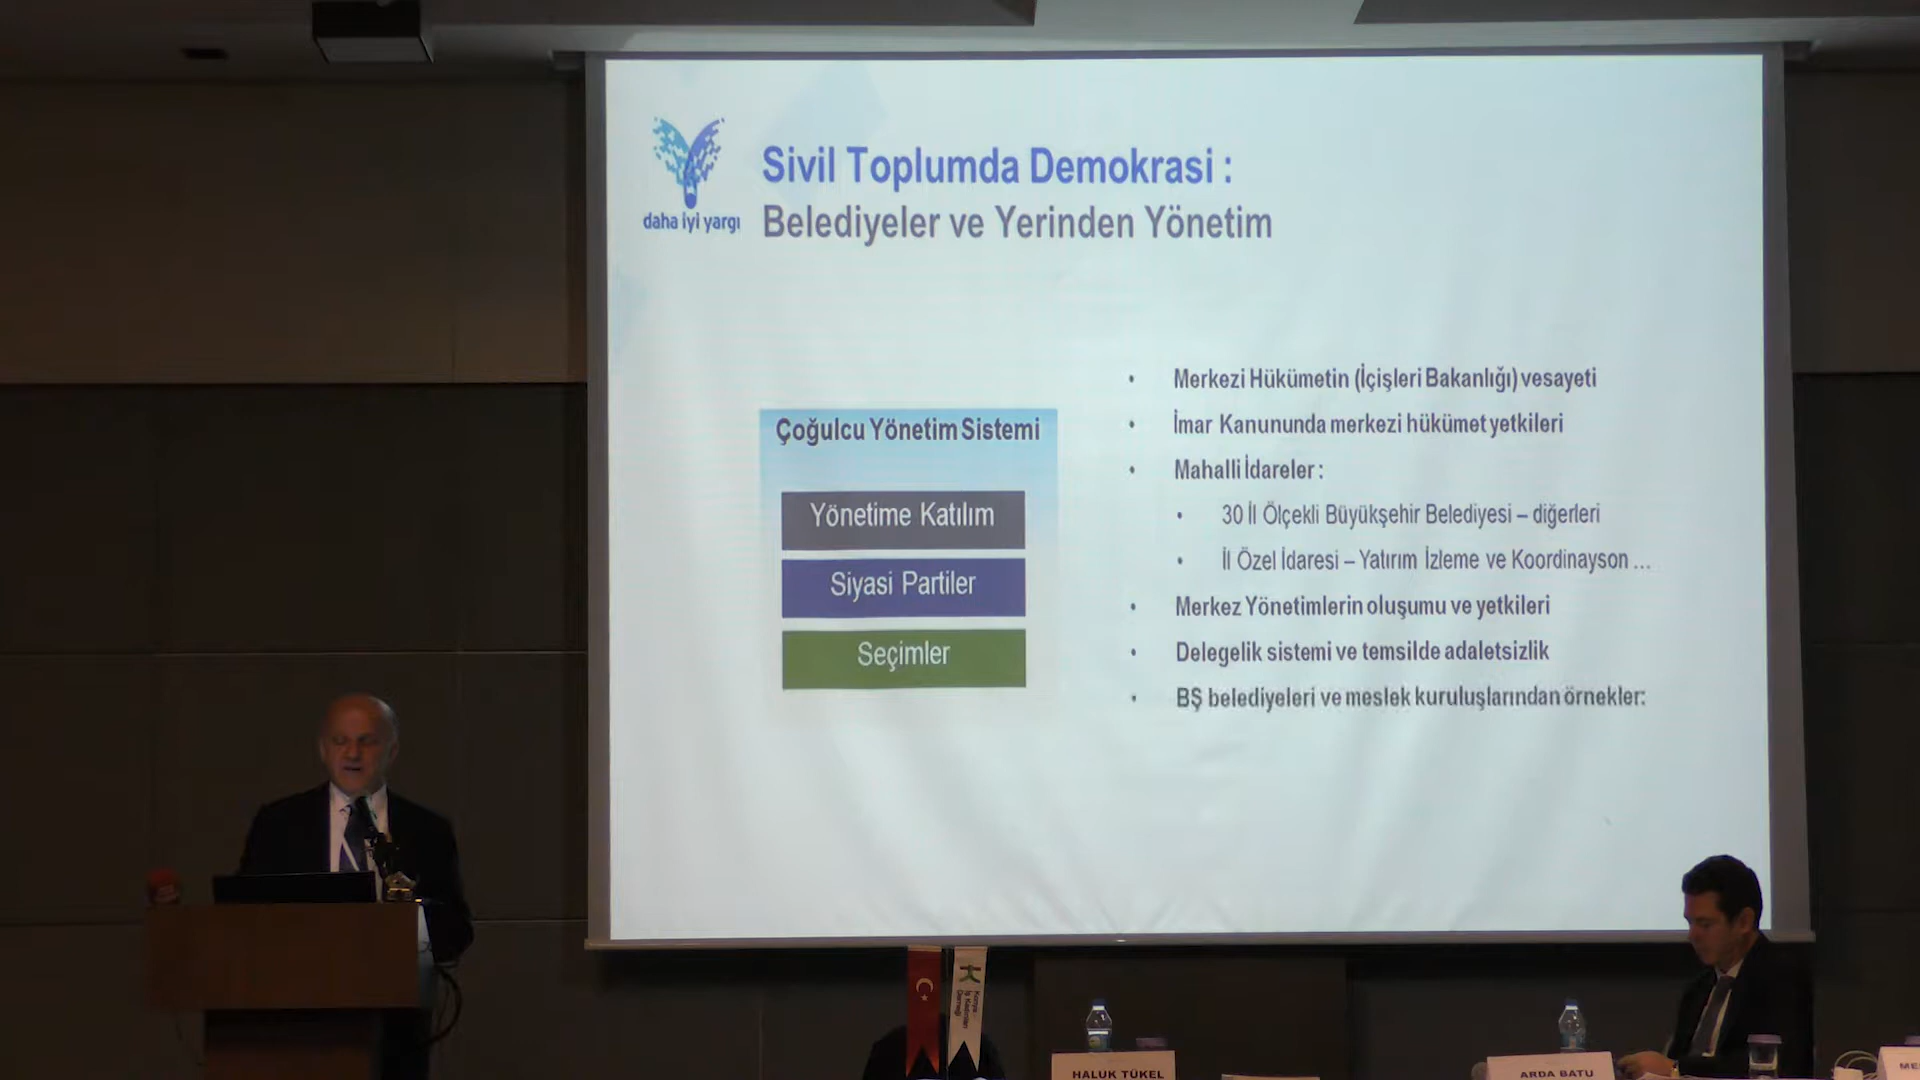 Sivil Toplumda Demokrasi :
daha iyi yargı
Belediyeler ve Yerinden Yönetim
Çoğulcu Yönetim Sistemi
Yönetime Katılım
Siyasi Partiler
Seçimler
• Merkezi Hükümetin (İçişleri Bakanlığı) vesayeti
• İmar Kanununda merkezi hükümet yetkileri
• Mahalli İdareler :
• 30 İl Ölçekli Büyükşehir Belediyesi – diğerleri
• İl Özel İdaresi – Yatırım İzleme ve Koordinayson ...
• Merkez Yönetimlerin oluşumu ve yetkileri
• Delegelik sistemi ve temsilde adaletsizlik
• BŞ belediyeleri ve meslek kuruluşlarından örnekler:
HALUK TÜKEL
ARDA BATU